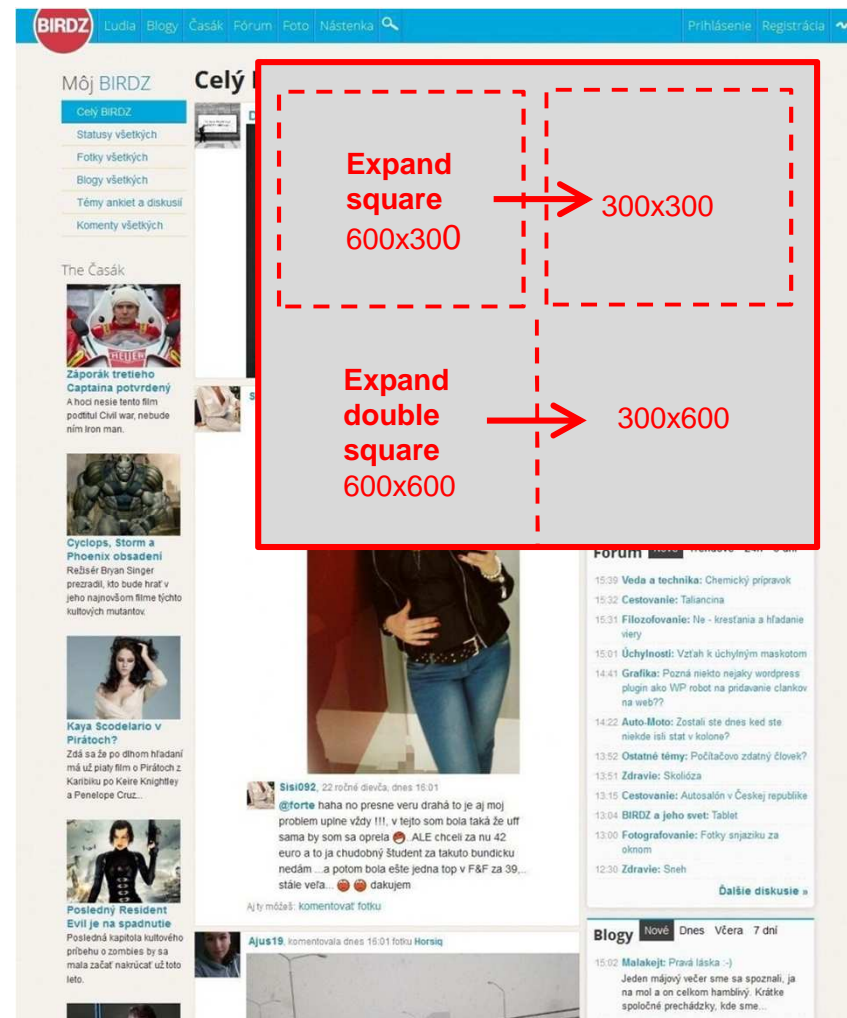 BIRDZ Ľudia Blogy Časák Fórum Foto Nástenka
Prihlásenie Registrácia
Môj BIRDZ
Celý BIRDZ
Statusy všetkých
Fotky všetkých
Blogy všetkých
Témy ankiet a diskusií
Komenty všetkých
The Časák
HEUER
Záporák tretieho
Captaina potvrdený
A hoci nesie tento film
podtitul Civil war, nebude
ním Iron man.
Cyclops, Storm a
Phoenix obsadení
Režisér Bryan Singer
prezradil, kto bude hrať v
jeho najnovšom filme týchto
kultových mutantov.
Kaya Scodelario v
Pirátoch?
Zdá sa že po dlhom hľadaní
má už piaty film o Pirátoch z
Karibiku po Keire Knightley
a Penelope Cruz...
Posledný Resident
Evil je na spadnutie
Posledná kapitola kultového
príbehu o zombies by sa
mala začať nakrúcať už toto
leto.
Celý
Expand
square
600x300
300x300
Expand
double
square
600x600
300x600
Sisi092, 22 ročné dievča, dnes 16:01
@forte haha no presne veru drahá to je aj moj
problem uplne vždy !!!, v tejto som bola taká že uff
sama by som sa oprela ALE chceli za nu 42
euro a to ja chudobný študent za takuto bundicku
nedám ...a potom bola ešte jedna top v F&F za 39,..
stále veľa... dakujem
Aj ty môžeš: komentovať fotku
Ajus19, komentovala dnes 16:01 fotku Horsiq
Fórum
15:39 Veda a technika: Chemický prípravok
15:32 Cestovanie: Taliancina
15:31 Filozofovanie: Ne - kresťania a hľadanie
viery
15:01 Úchylnosti: Vzťah k úchylným maskotom
14:41 Grafika: Pozná niekto nejaky wordpress
plugin ako WP robot na pridavanie clankov
na web??
14:22 Auto-Moto: Zostali ste dnes ked ste
niekde isli stat v kolone?
13:52 Ostatné témy: Počítačovo zdatný človek?
13:51 Zdravie: Skolióza
13:15 Cestovanie: Autosalón v Českej republike
13:04 BIRDZ a jeho svet: Tablet
13:00 Fotografovanie: Fotky snjaziku za
oknom
12:30 Zdravie: Sneh
Ďalšie diskusie »
Blogy Nové Dnes Včera 7 dní
15:02 Malakejt: Pravá láska :-)
Jeden májový večer sme sa spoznali, ja
na mol a on celkom hamblivý. Krátke
spoločné prechádzky, kde sme...